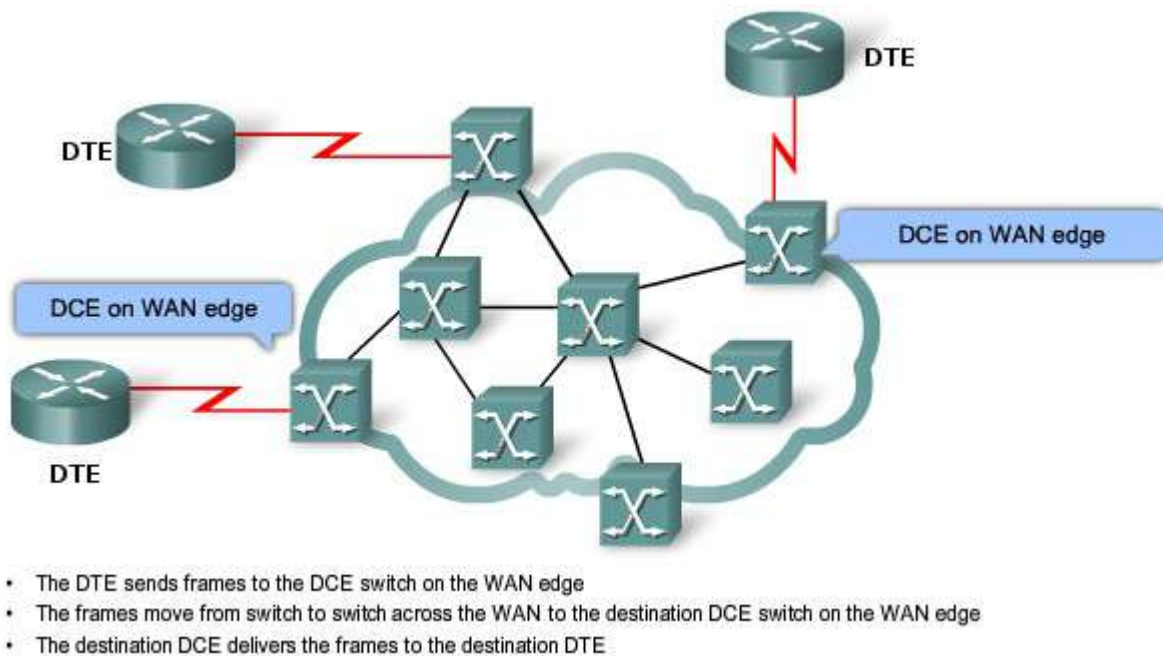 DTE
DTE
DCE on WAN edge
DCE on WAN edge
DTE
• The DTE sends frames to the DCE switch on the WAN edge
• The frames move from switch to switch across the WAN to the destination DCE switch on the WAN edge
• The destination DCE delivers the frames to the destination DTE